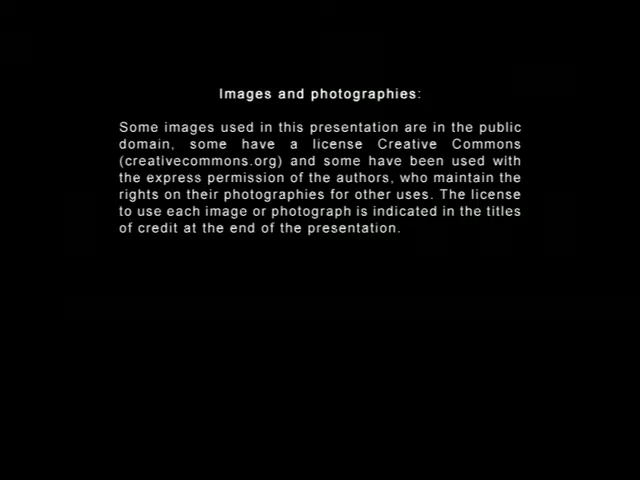 Images and photographies:
Some images used in this presentation are in the public
domain, some have a license Creative Commons
(creativecommons.org) and some have been used with
the express permission of the authors, who maintain the
rights on their photographies for other uses. The license
to use each image or photograph is indicated in the titles
of credit at the end of the presentation.